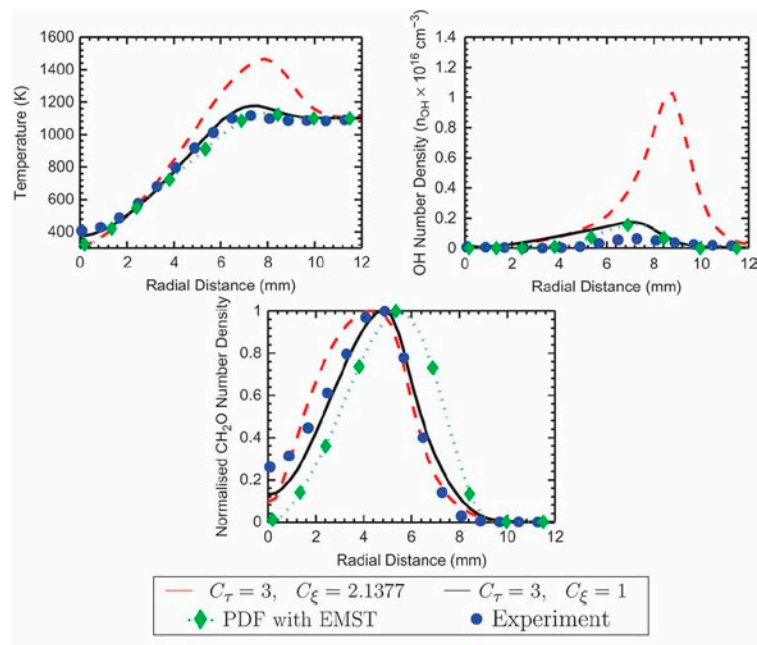 1600
1400
1200
1000
800
600
400
0 2 4 6 8 10 12
Temperature (K)
Radial Distance (mm)
1.4
1.2
1
0.8
0.6
0.4
0.2
0
0 2 4 6 8 10 12
OH Number Density (n_OH × 10^16 cm^−3)
Radial Distance (mm)
1
0.8
0.6
0.4
0.2
0
0 2 4 6 8 10 12
Normalised CH₂O Number Density
Radial Distance (mm)
C_τ = 3, C_ξ = 2.1377
C_τ = 3, C_ξ = 1
PDF with EMST
Experiment